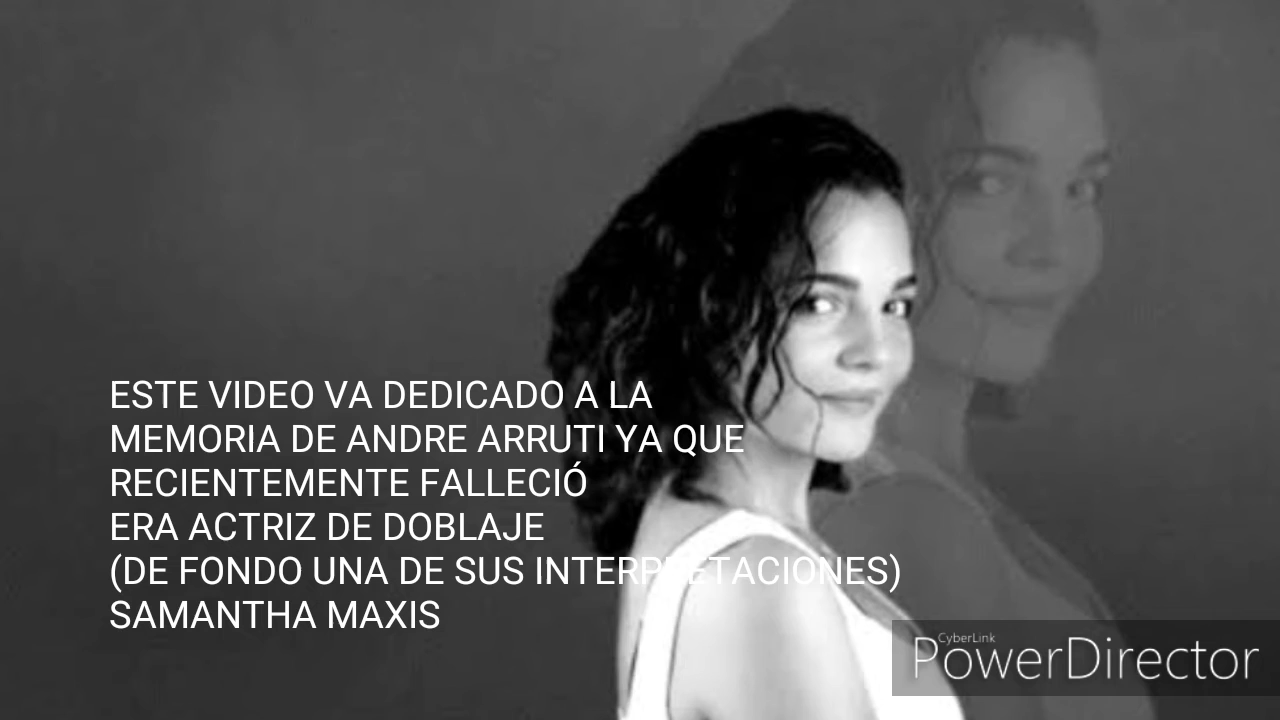 ESTE VIDEO VA DEDICADO A LA
MEMORIA DE ANDRE ARRUTI YA QUE
RECIENTEMENTE FALLECIÓ
ERA ACTRIZ DE DOBLAJE
(DE FONDO UNA DE SUS INTERPRETACIONES)
SAMANTHA MAXIS
CyberLink
PowerDirector